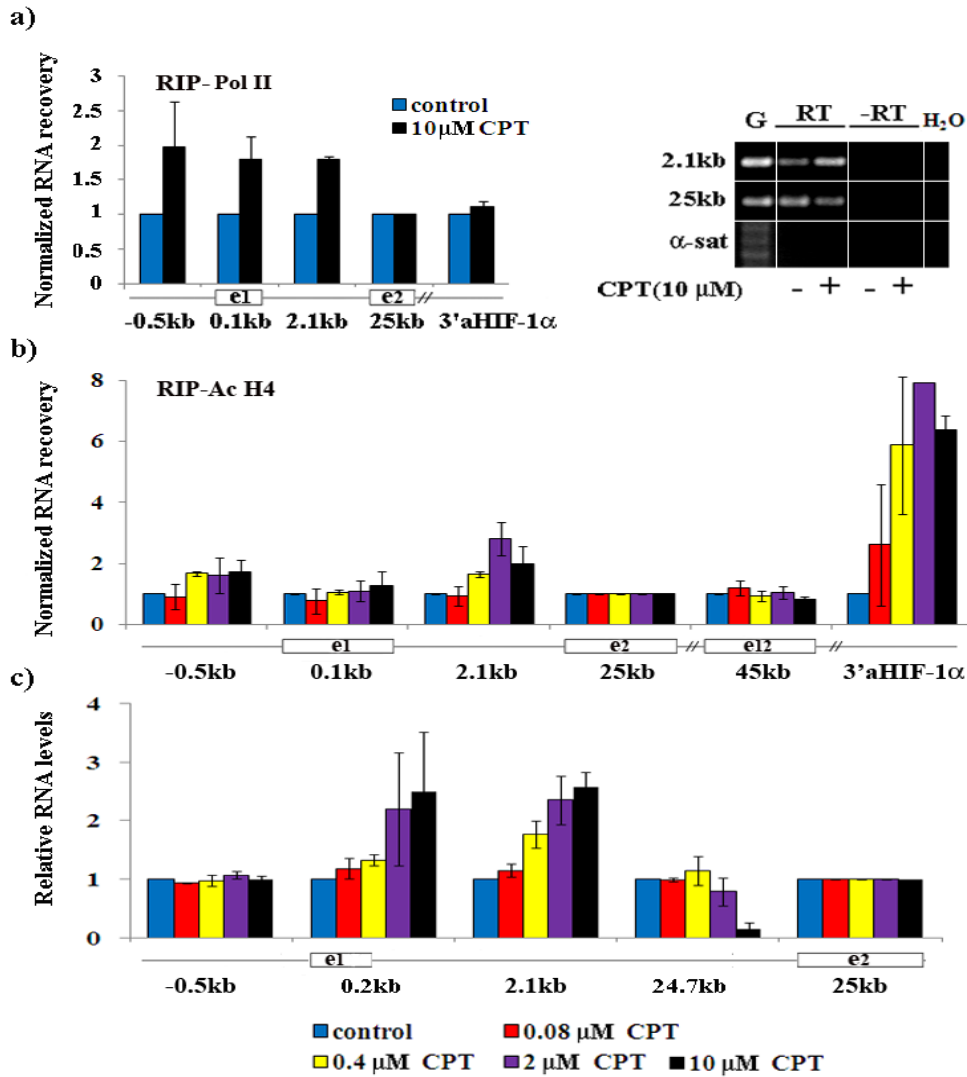 a)
RIP- Pol II
control
10µM CPT
Normalized RNA recovery
3
2.5
2
1.5
1
0.5
0
e1
e2
//
-0.5kb 0.1kb 2.1kb 25kb 3'aHIF-1α
G RT -RT H₂O
2.1kb
25kb
α-sat
CPT(10 µM) - + - +
b)
RIP-Ac H4
Normalized RNA recovery
8
6
4
2
0
e1
e2
//
e12
//
-0.5kb 0.1kb 2.1kb 25kb 45kb 3'aHIF-1α
c)
Relative RNA levels
4
3
2
1
0
e1
e2
-0.5kb 0.2kb 2.1kb 24.7kb 25kb
control 0.08 µM CPT
0.4 µM CPT 2 µM CPT 10 µM CPT